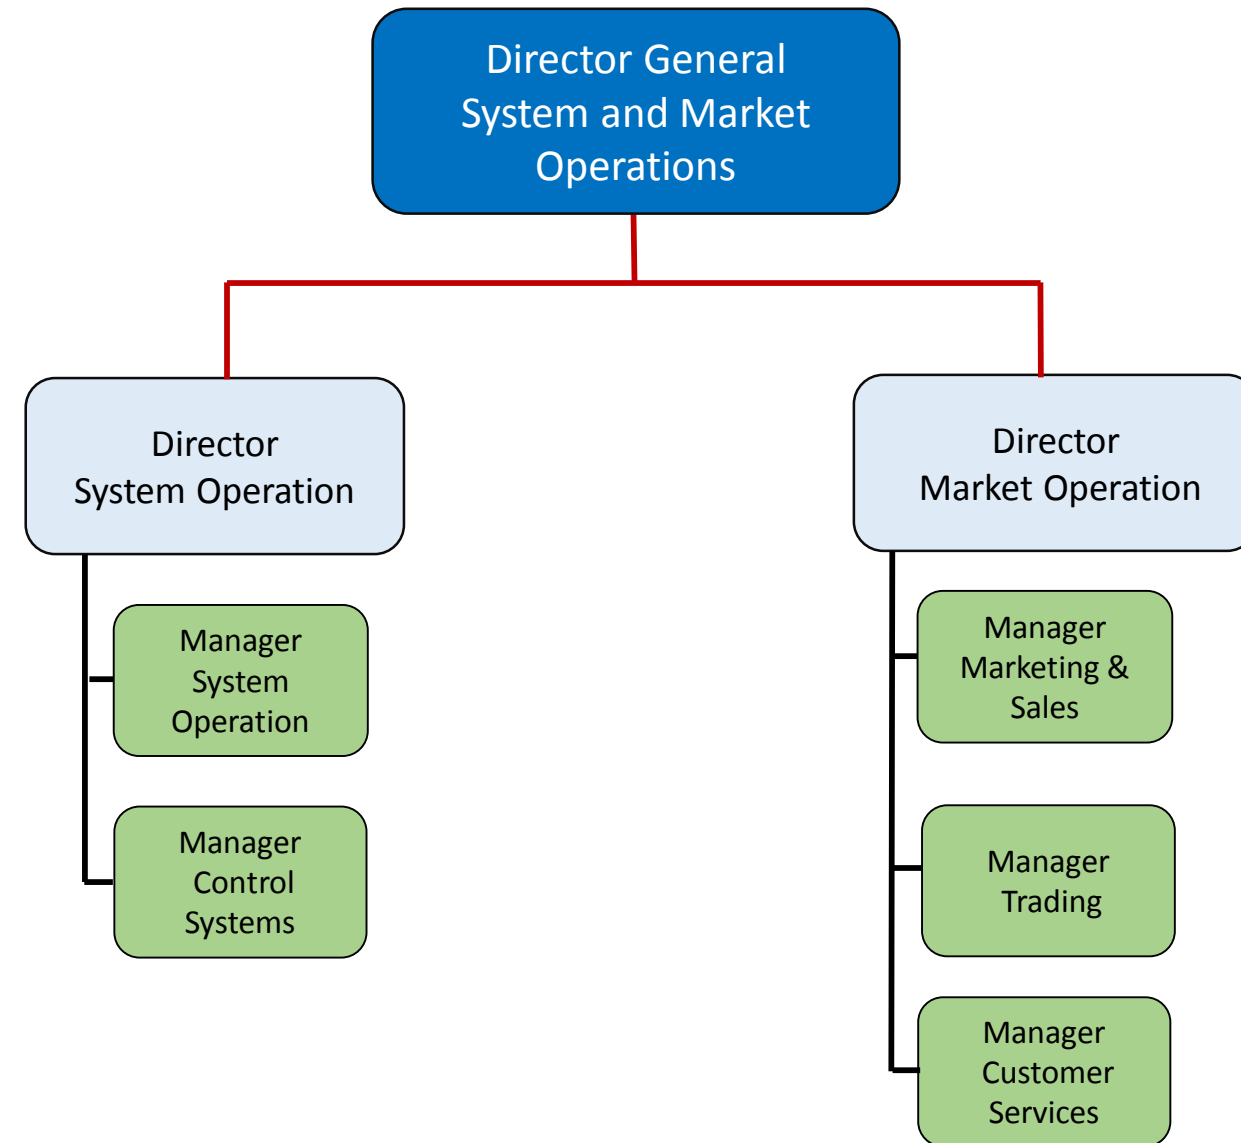 Director General
System and Market
Operations
Director
System Operation
Director
Market Operation
Manager
System
Operation
Manager
Control
Systems
Manager
Marketing &
Sales
Manager
Trading
Manager
Customer
Services